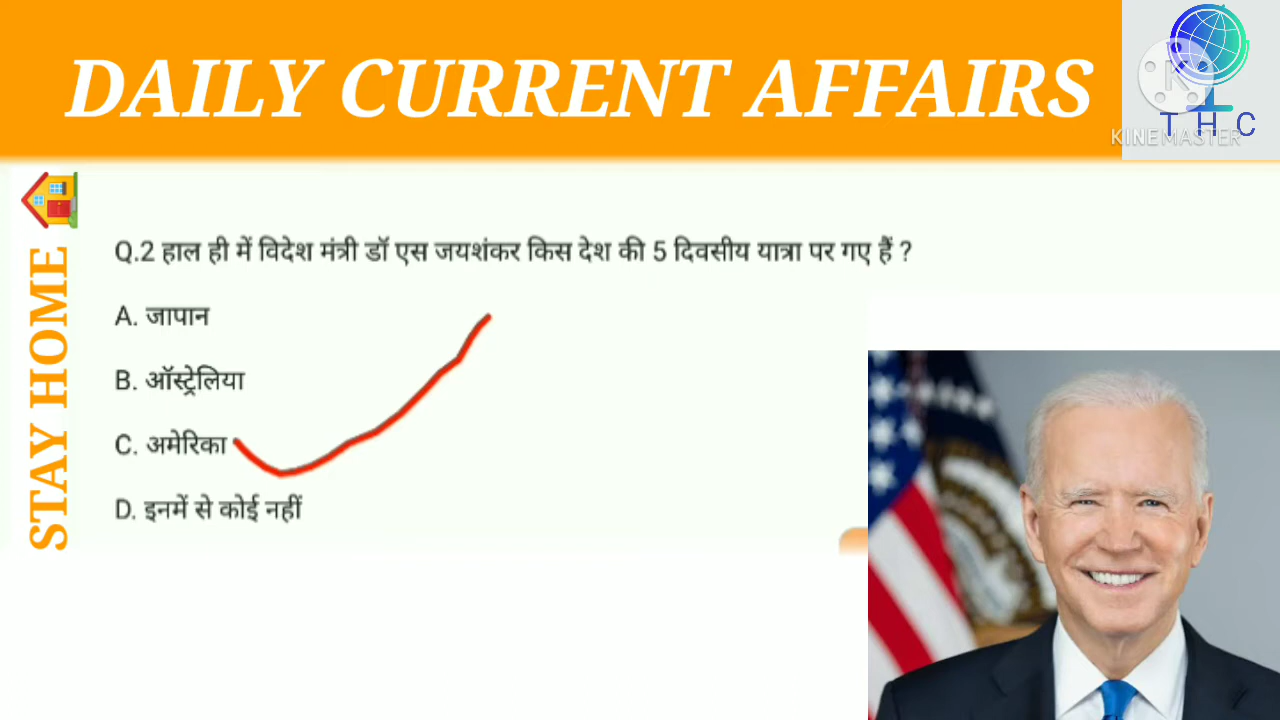 DAILY CURRENT AFFAIRS
T H C
KINEMASTER
STAY HOME
Q.2 हाल ही में विदेश मंत्री डॉ एस जयशंकर किस देश की 5 दिवसीय यात्रा पर गए हैं ?
A. जापान
B. ऑस्ट्रेलिया
C. अमेरिका
D. इनमें से कोई नहीं